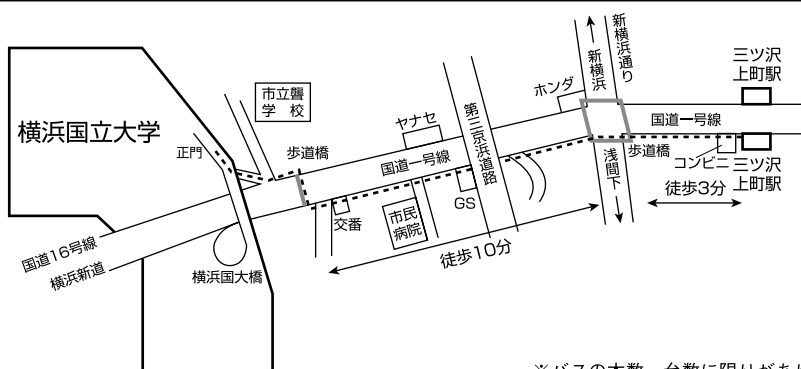 新横浜通り
新横浜
三ツ沢
上町駅
ホンダ
国道一号線
市立聾
学校
ヤナセ
第三京浜道路
横浜国立大学
正門
歩道橋
国道一号線
歩道橋
コンビニ
三ツ沢
上町駅
浅間下
徒歩3分
GS
交番
市民
病院
徒歩10分
国道16号線
横浜新道
横浜国大橋